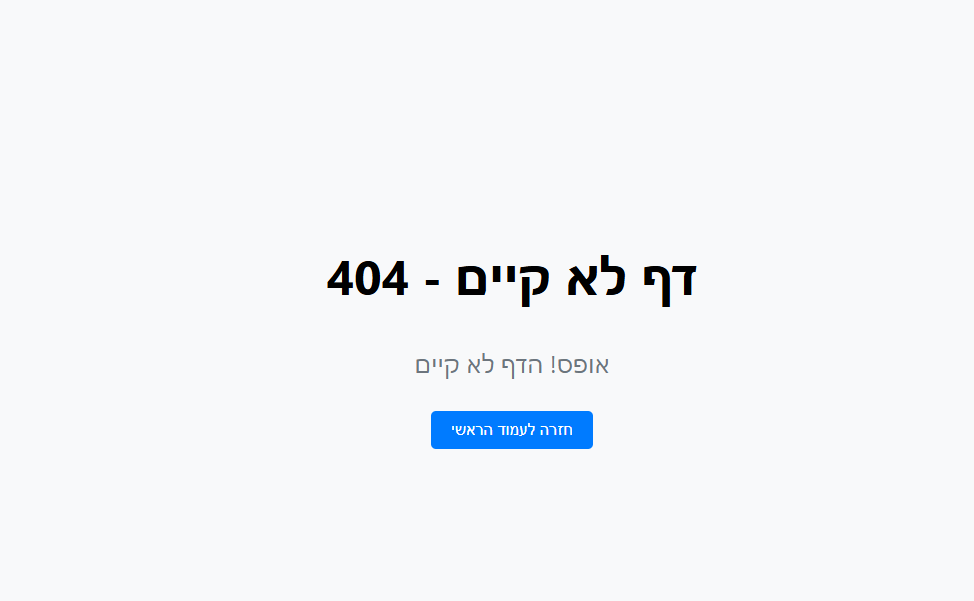 דף לא קיים - 404
אופס! הדף לא קיים
חזרה לעמוד הראשי